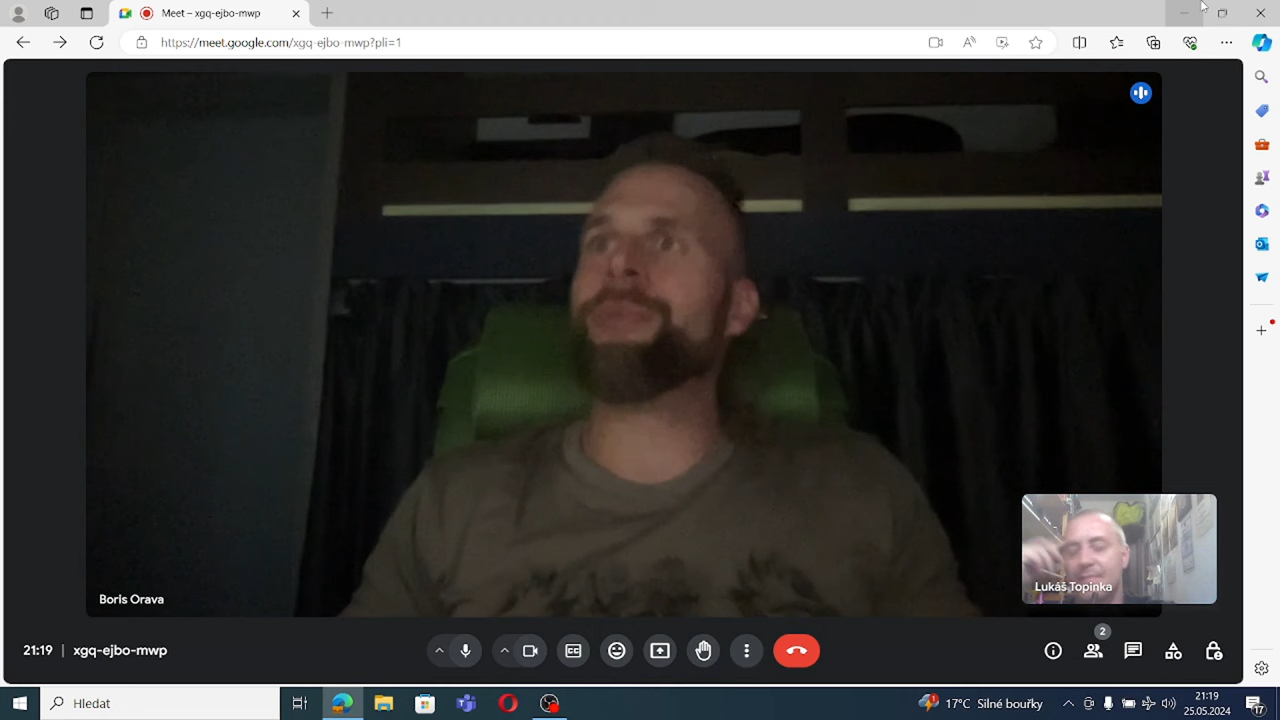 Meet – xgq-ejbo-mwp
https://meet.google.com/xgq-ejbo-mwp?pli=1
Boris Orava
Lukáš Topinka
21:19 | xgq-ejbo-mwp
2
Hledat
17°C Silné bouřky
21:19
25.05.2024
17